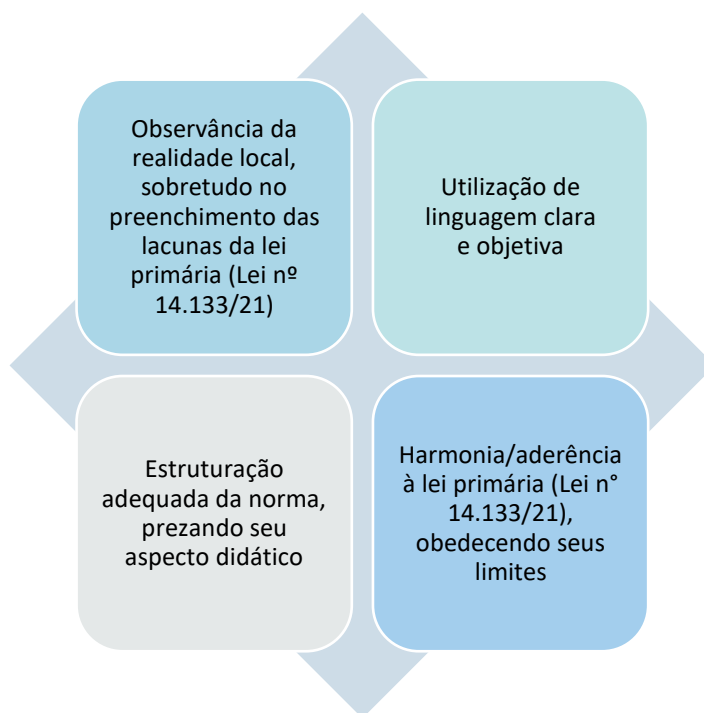 Observância da
realidade local,
sobretudo no
preenchimento das
lacunas da lei
primária (Lei nº
14.133/21)
Utilização de
linguagem clara
e objetiva
Estruturação
adequada da norma,
prezando seu
aspecto didático
Harmonia/aderência
à lei primária (Lei n°
14.133/21),
obedecendo seus
limites